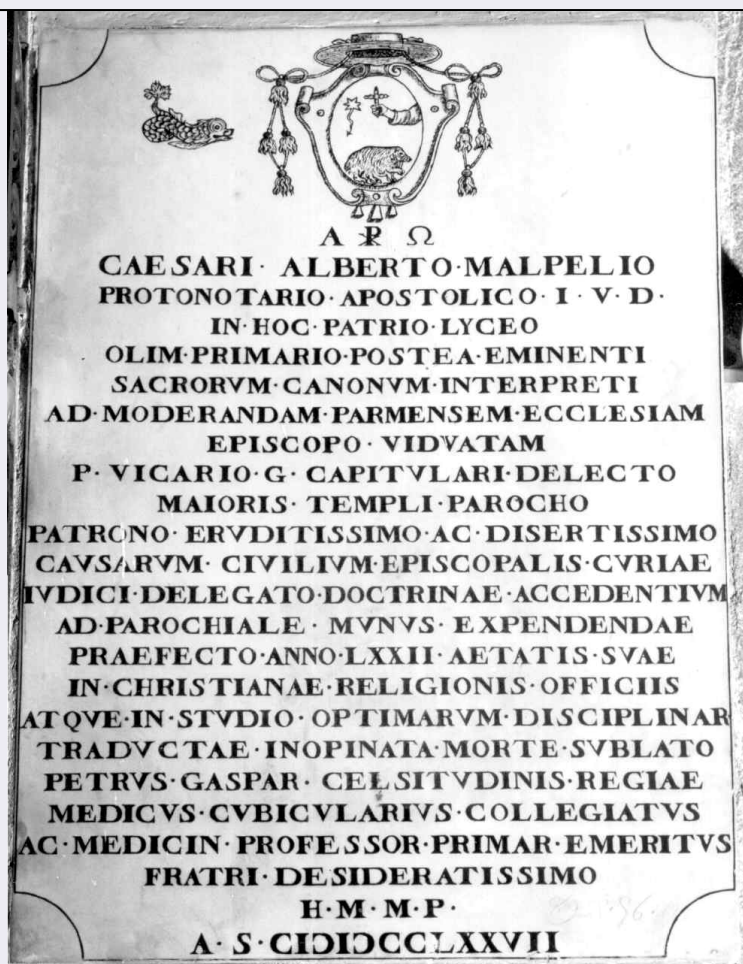 Α ☧ Ω
CAESARI · ALBERTO · MALPELIO
PROTONOTARIO · APOSTOLICO · I · V · D ·
IN · HOC · PATRIO · LYCEO
OLIM · PRIMARIO · POSTEA · EMINENTI
SACRORVM · CANONVM · INTERPRETI
AD · MODERANDAM · PARMENSEM · ECCLESIAM
EPISCOPO · VIDVATAM
P · VICARIO · G · CAPITVLARI · DELECTO
MAIORIS · TEMPLI · PAROCHO
PATRONO · ERVDITISSIMO · AC · DISERTISSIMO
CAVSARVM · CIVILIVM · EPISCOPALIS · CVRIAE
IVDICI · DELEGATO · DOCTRINAE · ACCEDENTIVM
AD · PAROCHIALE · MVNVS · EXPENDENDAE
PRAEFECTO · ANNO · LXXII · AETATIS · SVAE
IN · CHRISTIANAE · RELIGIONIS · OFFICIIS
ATQVE · IN · STVDIO · OPTIMARVM · DISCIPLINAR
TRADVCTAE · INOPINATA · MORTE · SVBLATO
PETRVS · GASPAR · CELSITVDINIS · REGIAE
MEDICVS · CVBICVLARIVS · COLLEGIATVS
AC · MEDICIN · PROFESSOR · PRIMAR · EMERITVS
FRATRI · DESIDERATISSIMO
H · M · M · P ·
A · S · CIↃIↃCCLXXVII